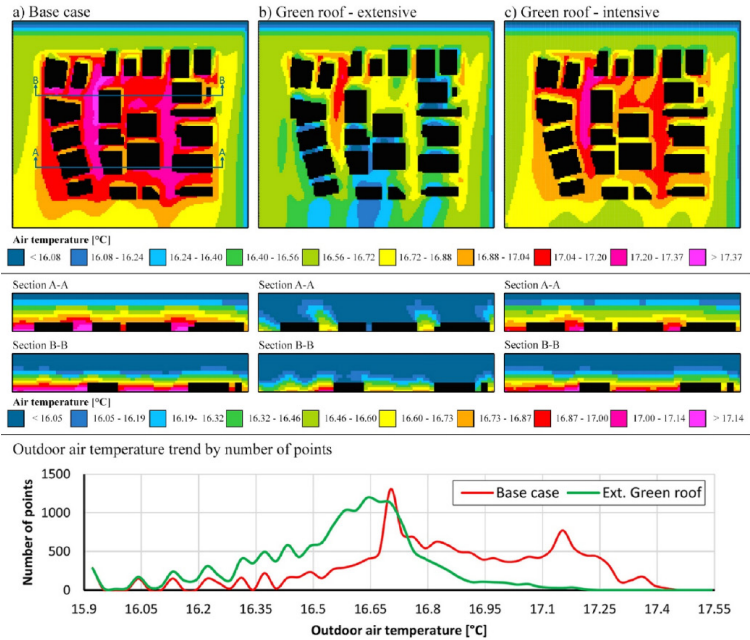 a) Base case
b) Green roof - extensive
c) Green roof - intensive
B B
A A
Air temperature [°C]
< 16.08 16.08 - 16.24 16.24 - 16.40 16.40 - 16.56 16.56 - 16.72 16.72 - 16.88 16.88 - 17.04 17.04 - 17.20 17.20 - 17.37 > 17.37
Section A-A
Section A-A
Section A-A
Section B-B
Section B-B
Section B-B
Air temperature [°C]
< 16.05 16.05 - 16.19 16.19- 16.32 16.32 - 16.46 16.46 - 16.60 16.60 - 16.73 16.73 - 16.87 16.87 - 17.00 17.00 - 17.14 > 17.14
Outdoor air temperature trend by number of points
Base case Ext. Green roof
Number of points
1500
1000
500
0
15.9 16.05 16.2 16.35 16.5 16.65 16.8 16.95 17.1 17.25 17.4 17.55
Outdoor air temperature [°C]